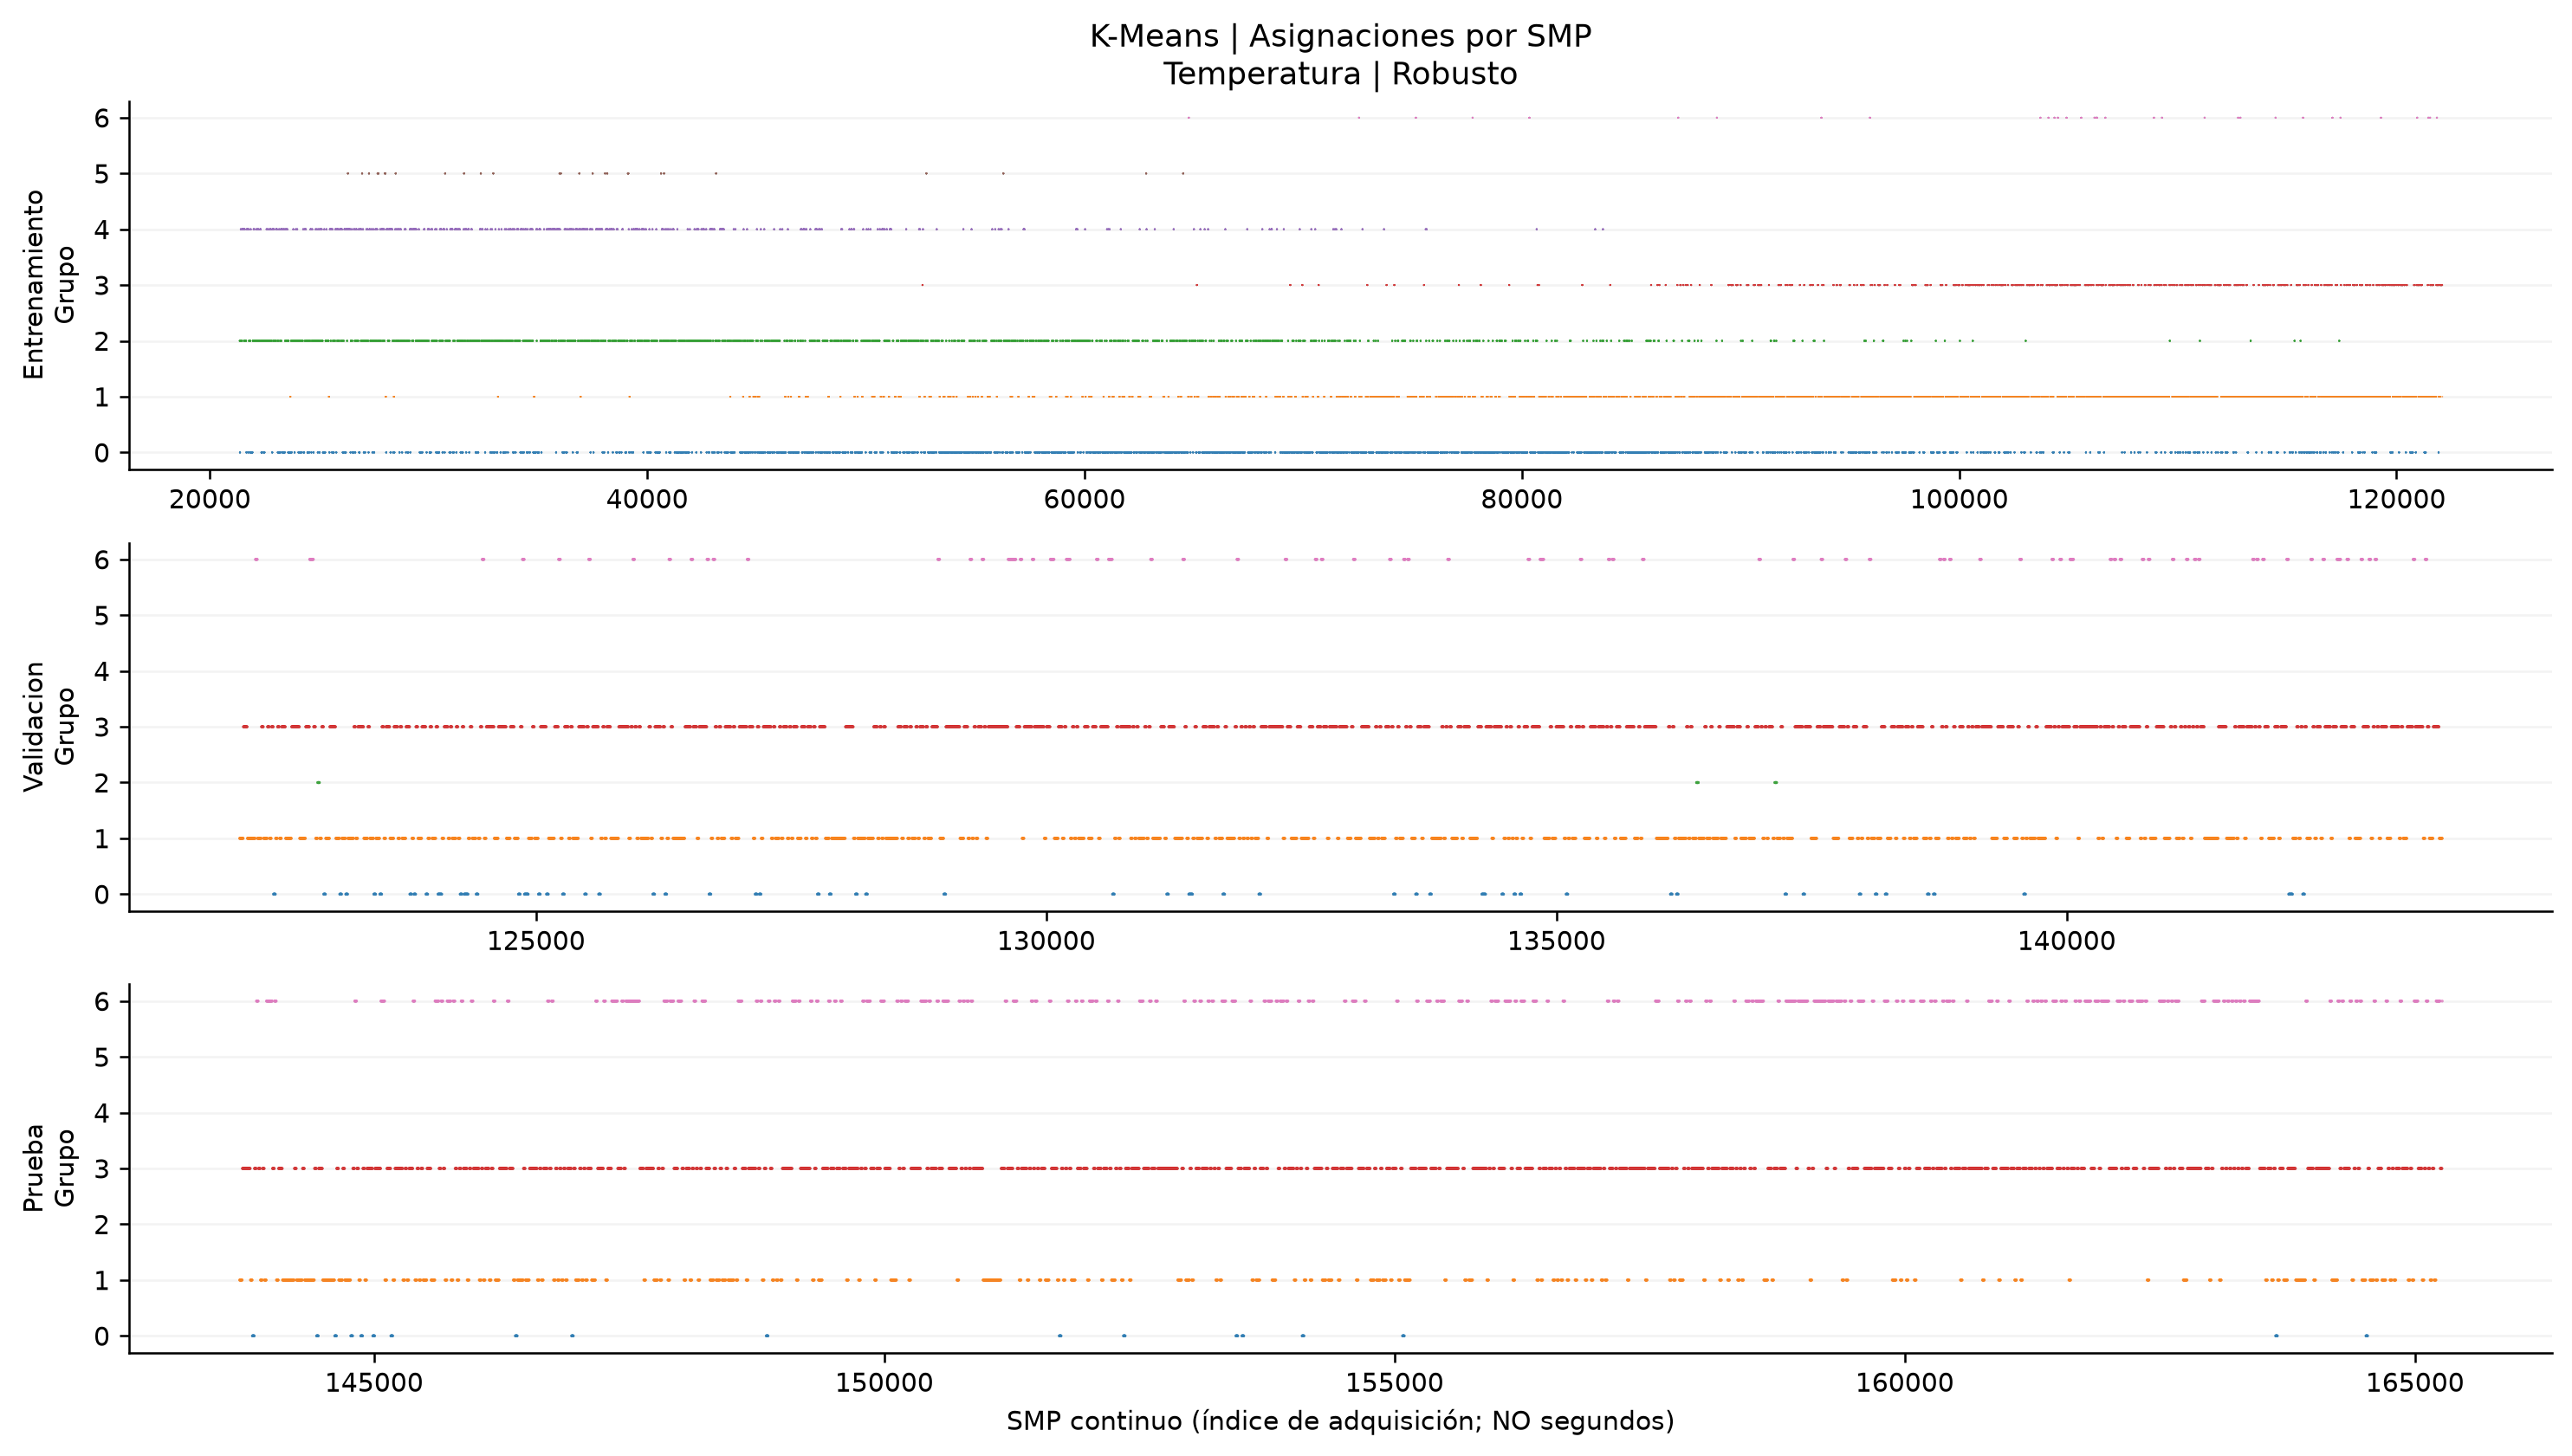 K-Means | Asignaciones por SMP
Temperatura | Robusto
Entrenamiento
Grupo
6
5
4
3
2
1
0
20000 40000 60000 80000 100000 120000
Validacion
Grupo
6
5
4
3
2
1
0
125000 130000 135000 140000
Prueba
Grupo
6
5
4
3
2
1
0
145000 150000 155000 160000 165000
SMP continuo (índice de adquisición; NO segundos)